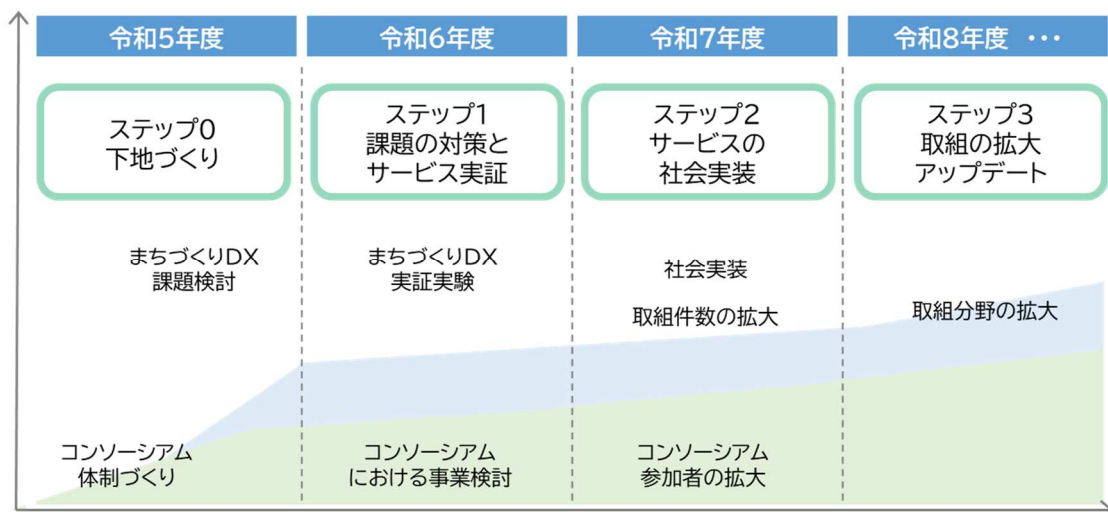 令和5年度
令和6年度
令和7年度
令和8年度 ・・・
ステップ0
下地づくり
ステップ1
課題の対策と
サービス実証
ステップ2
サービスの
社会実装
ステップ3
取組の拡大
アップデート
まちづくりDX
課題検討
まちづくりDX
実証実験
社会実装
取組件数の拡大
取組分野の拡大
コンソーシアム
体制づくり
コンソーシアム
における事業検討
コンソーシアム
参加者の拡大